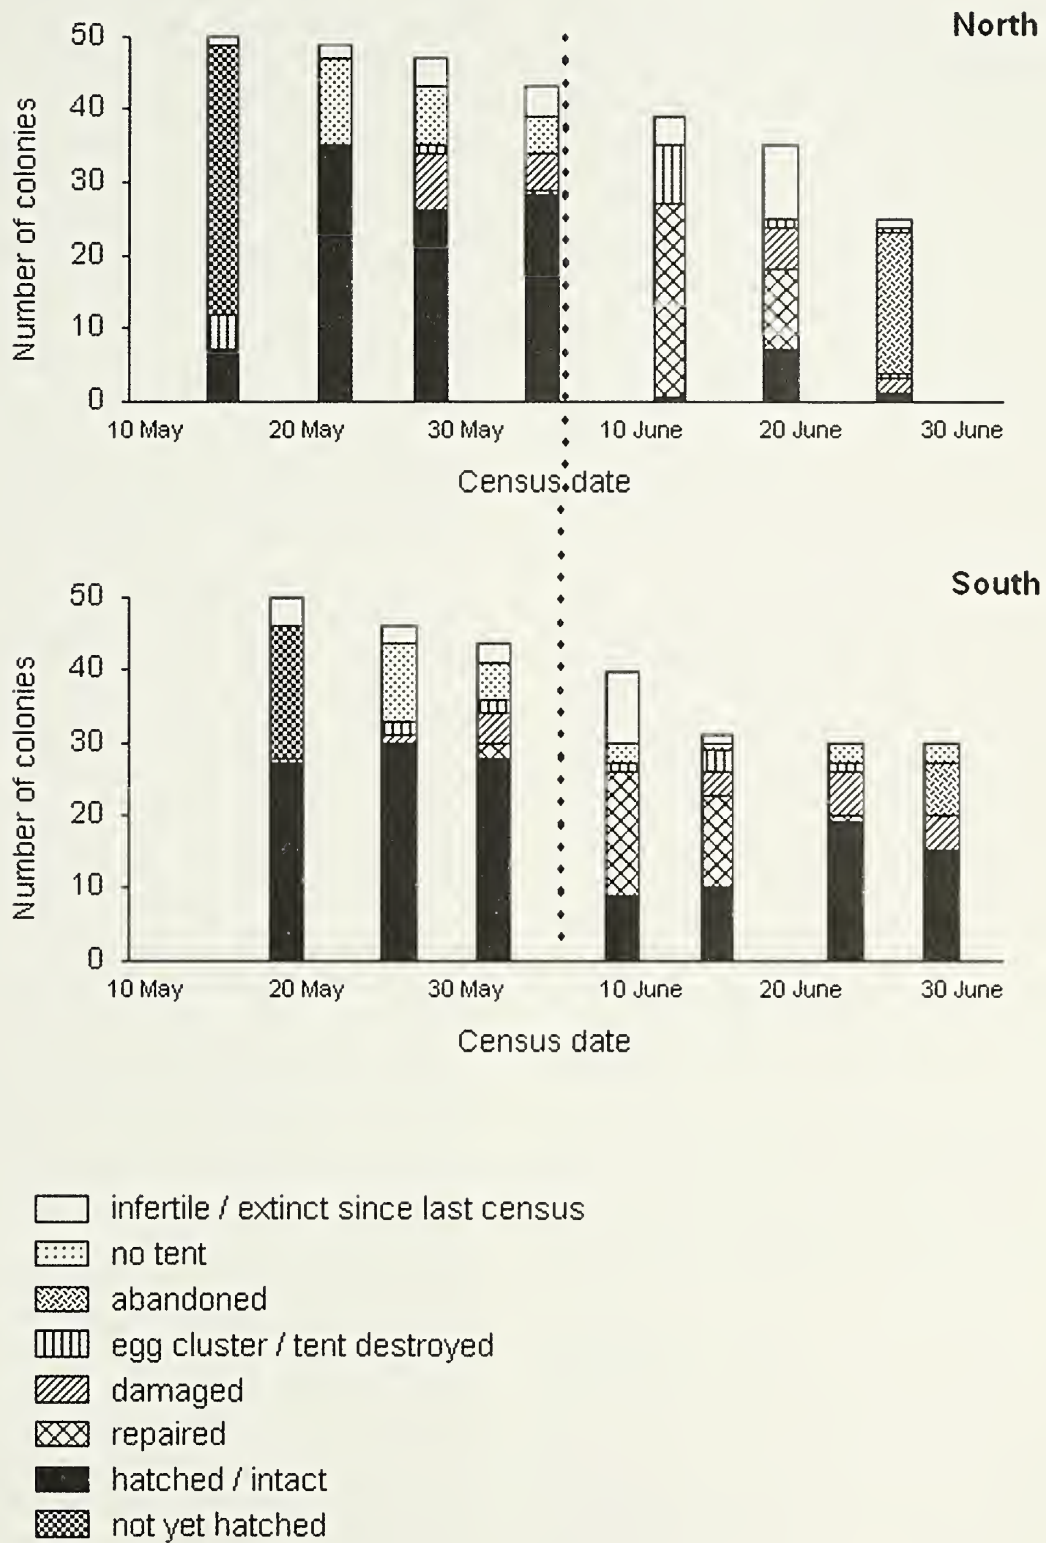 North
50
40
30
20
10
0
Number of colonies
10 May 20 May 30 May 10 June 20 June 30 June
Census date
South
50
40
30
20
10
0
Number of colonies
10 May 20 May 30 May 10 June 20 June 30 June
Census date
infertile / extinct since last census
no tent
abandoned
egg cluster / tent destroyed
damaged
repaired
hatched / intact
not yet hatched